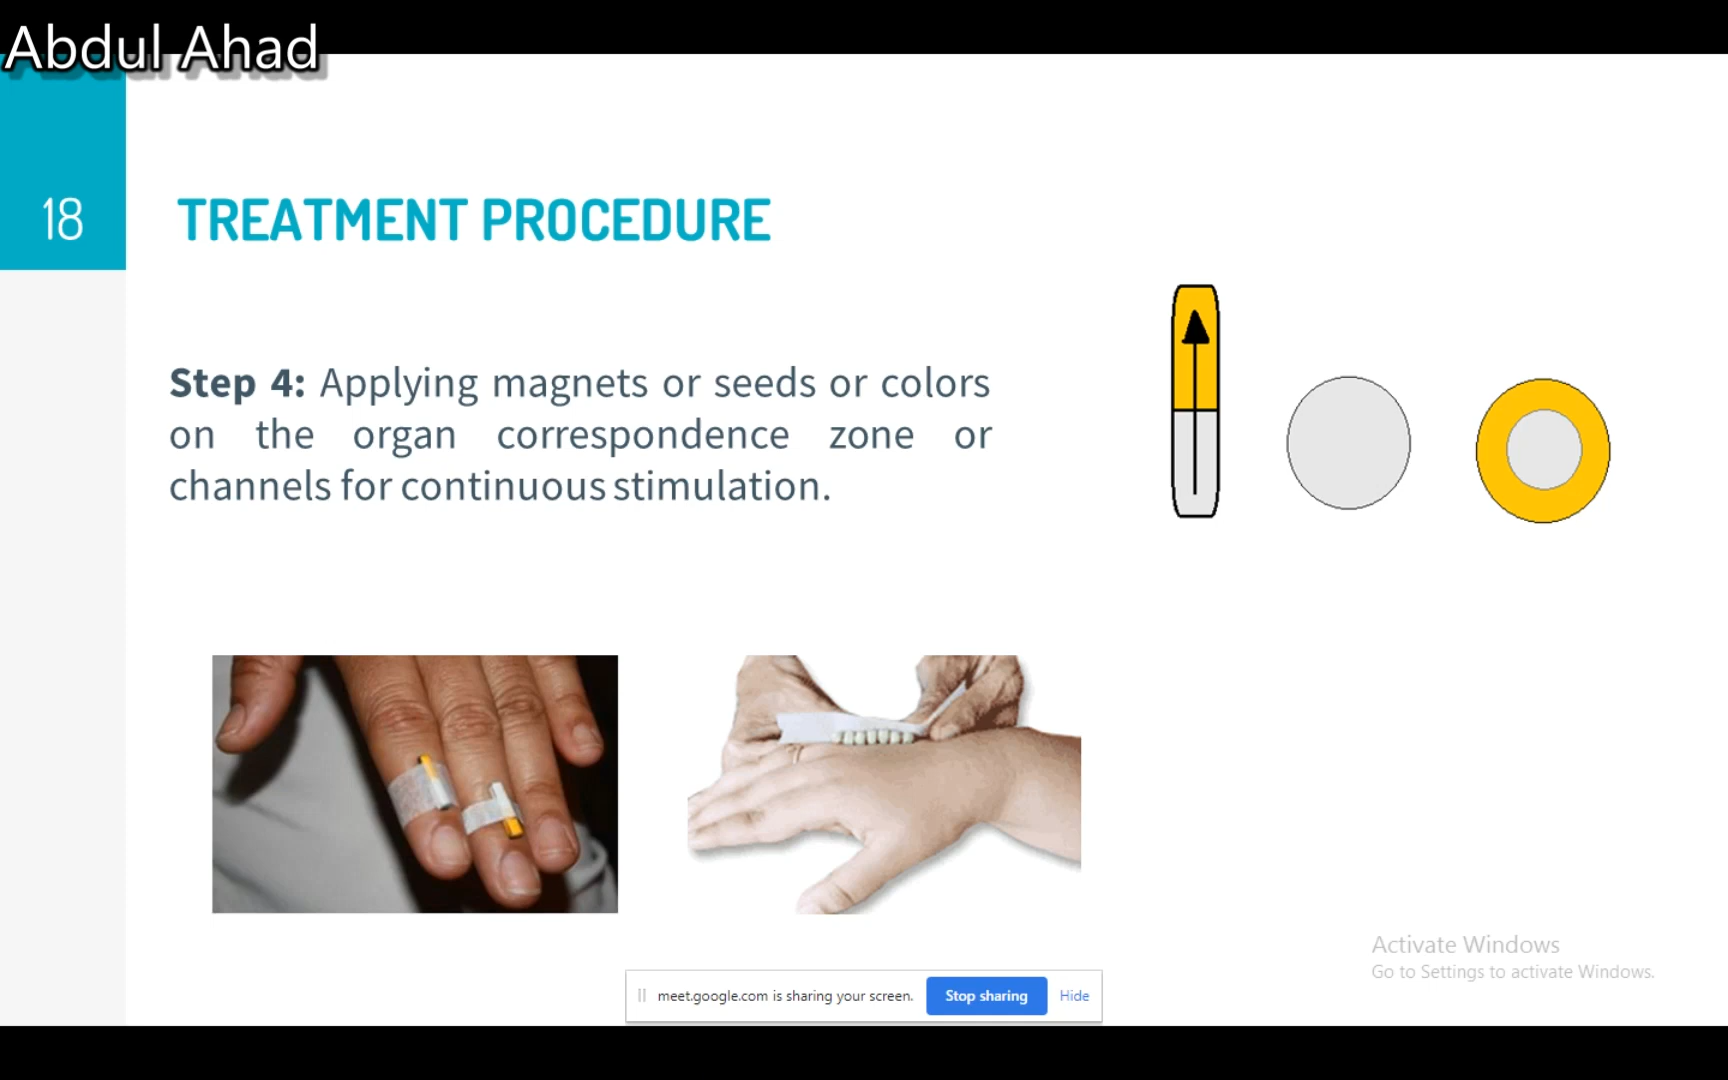 Abdul Ahad
18
TREATMENT PROCEDURE
Step 4: Applying magnets or seeds or colors
on the organ correspondence zone or
channels for continuous stimulation.
Activate Windows
Go to Settings to activate Windows.
meet.google.com is sharing your screen.
Stop sharing
Hide